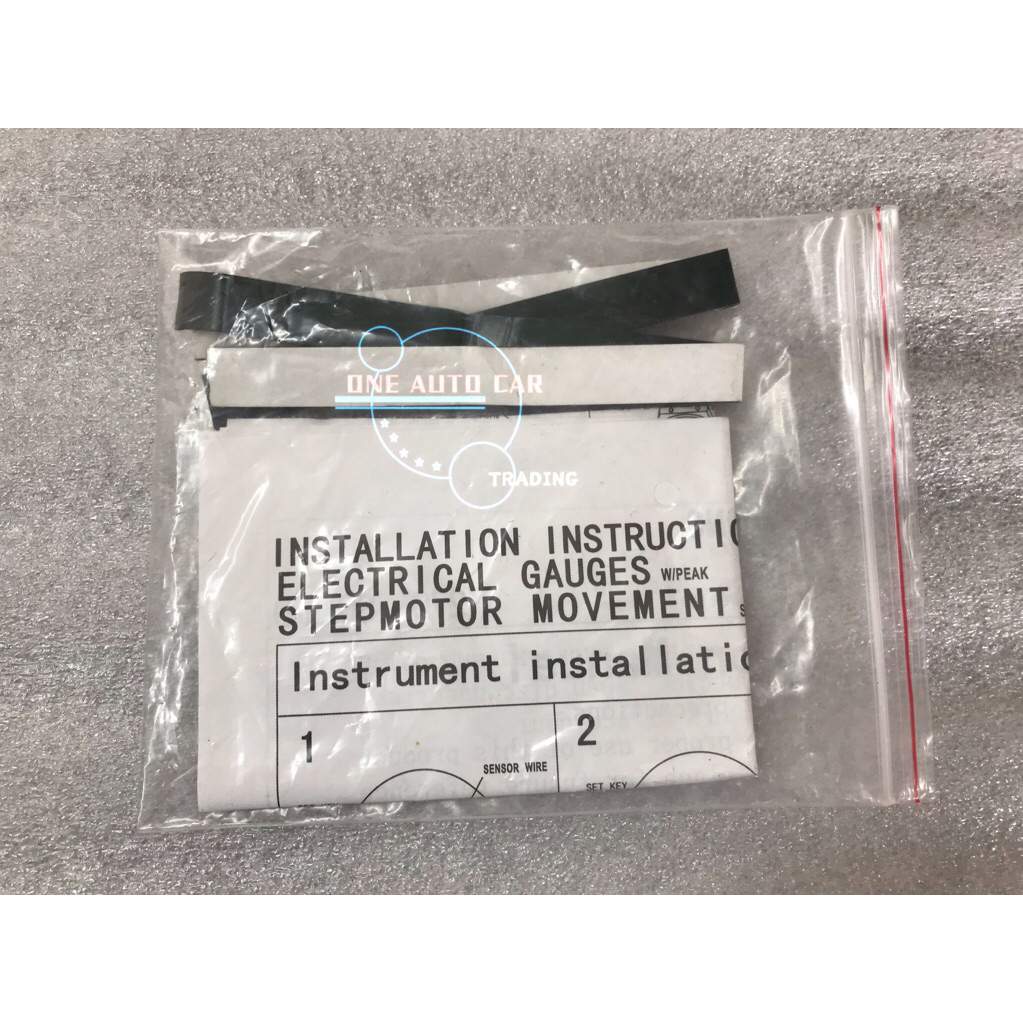 ONE AUTO CAR
TRADING
INSTALLATION INSTRUCTIO
ELECTRICAL GAUGES W/PEAK
STEPMOTOR MOVEMENT
Instrument installatio
1
2
SENSOR WIRE
SET KEY